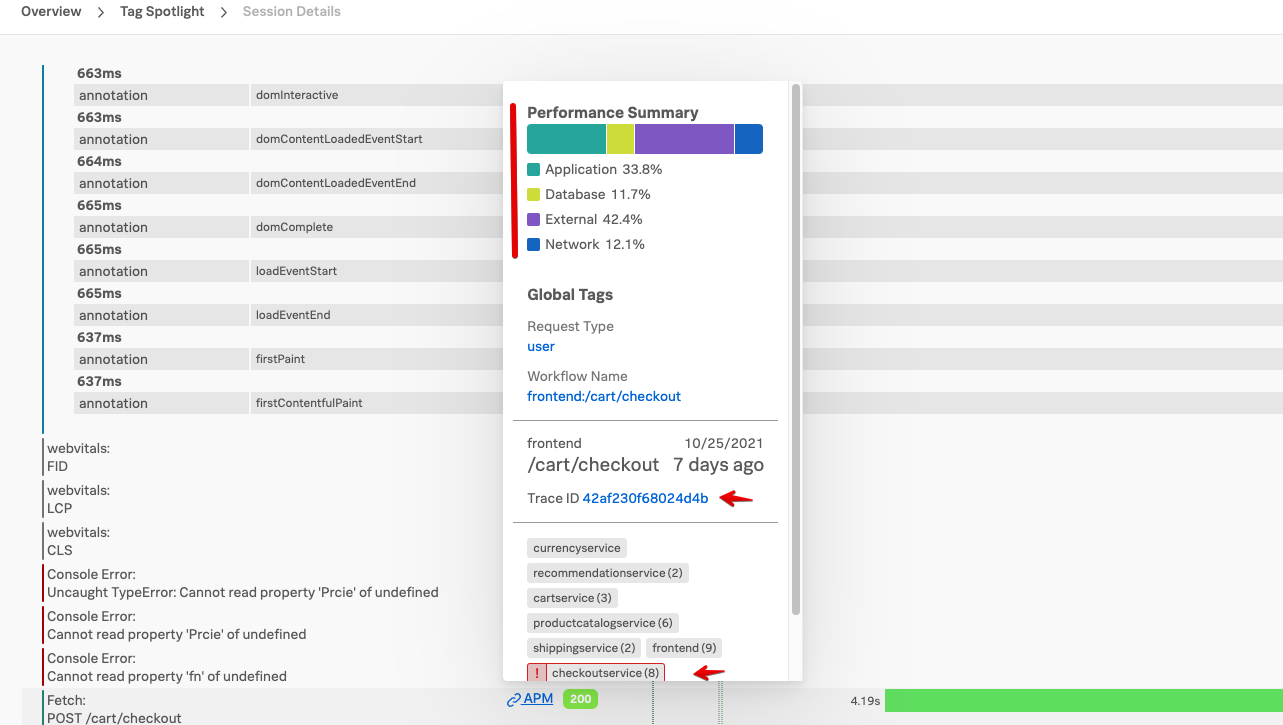 Overview > Tag Spotlight > Session Details
663ms
annotation domInteractive
663ms
annotation domContentLoadedEventStart
664ms
annotation domContentLoadedEventEnd
665ms
annotation domComplete
665ms
annotation loadEventStart
665ms
annotation loadEventEnd
637ms
annotation firstPaint
637ms
annotation firstContentfulPaint
webvitals:
FID
webvitals:
LCP
webvitals:
CLS
Console Error:
Uncaught TypeError: Cannot read property 'Prcie' of undefined
Console Error:
Cannot read property 'Prcie' of undefined
Console Error:
Cannot read property 'fn' of undefined
Fetch:
POST /cart/checkout
APM 200
4.19s
Performance Summary
Application 33.8%
Database 11.7%
External 42.4%
Network 12.1%
Global Tags
Request Type
user
Workflow Name
frontend:/cart/checkout
frontend 10/25/2021
/cart/checkout 7 days ago
Trace ID 42af230f68024d4b
currencyservice
recommendationservice (2)
cartservice (3)
productcatalogservice (6)
shippingservice (2) frontend (9)
! checkoutservice (8)